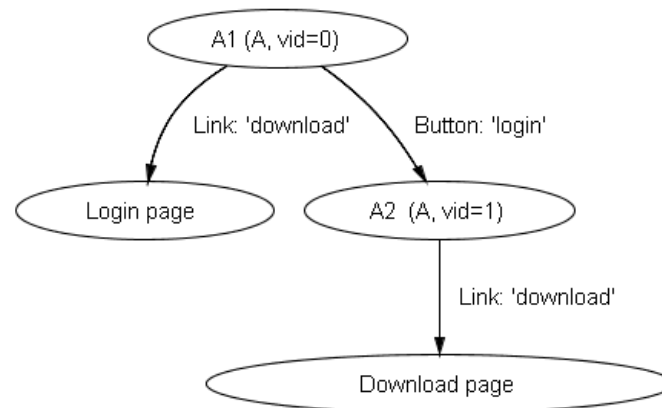 A1 (A, vid=0)
Link: 'download'
Button: 'login'
Login page
A2 (A, vid=1)
Link: 'download'
Download page